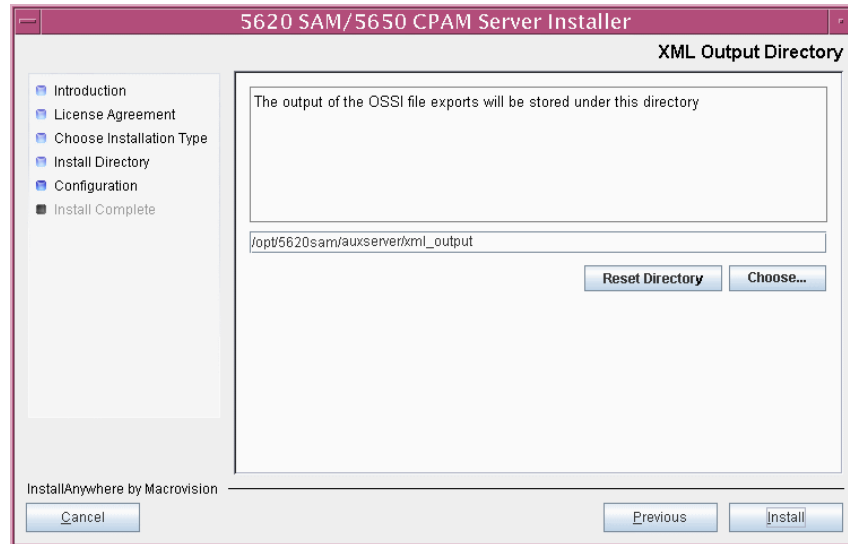 5620 SAM/5650 CPAM Server Installer
XML Output Directory
Introduction
License Agreement
Choose Installation Type
Install Directory
Configuration
Install Complete
The output of the OSSI file exports will be stored under this directory
/opt/5620sam/auxserver/xml_output
Reset Directory
Choose...
InstallAnywhere by Macrovision
Cancel
Previous
Install